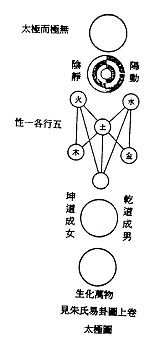 太極而極無
陽動
陰靜
火
水
土
木
金
性一各行五
乾道成男
坤道成女
生化萬物
見朱氏易卦圖上卷
太極圖